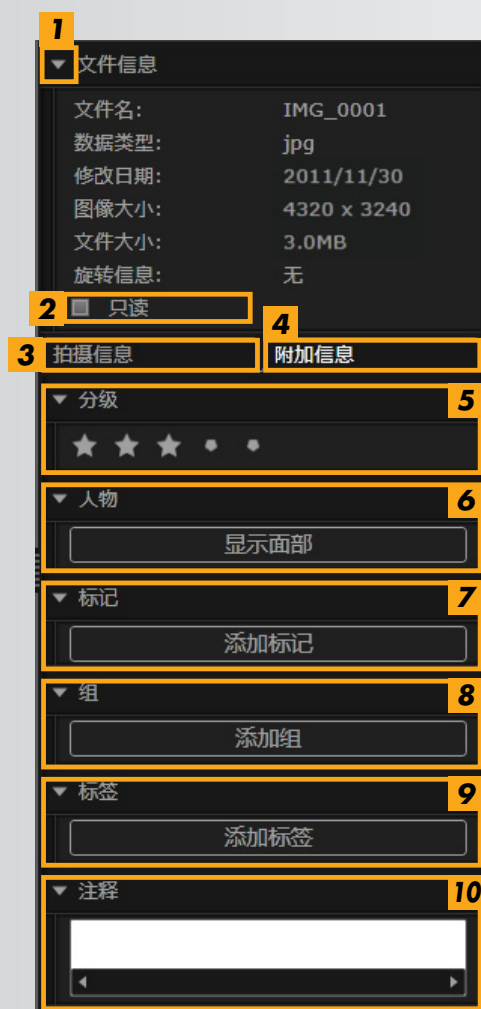 1
文件信息
文件名: IMG_0001
数据类型: jpg
修改日期: 2011/11/30
图像大小: 4320 x 3240
文件大小: 3.0MB
旋转信息: 无
2 只读
4
3 拍摄信息 附加信息
分级 5
人物 6
显示面部
标记 7
添加标记
组 8
添加组
标签 9
添加标签
注释 10